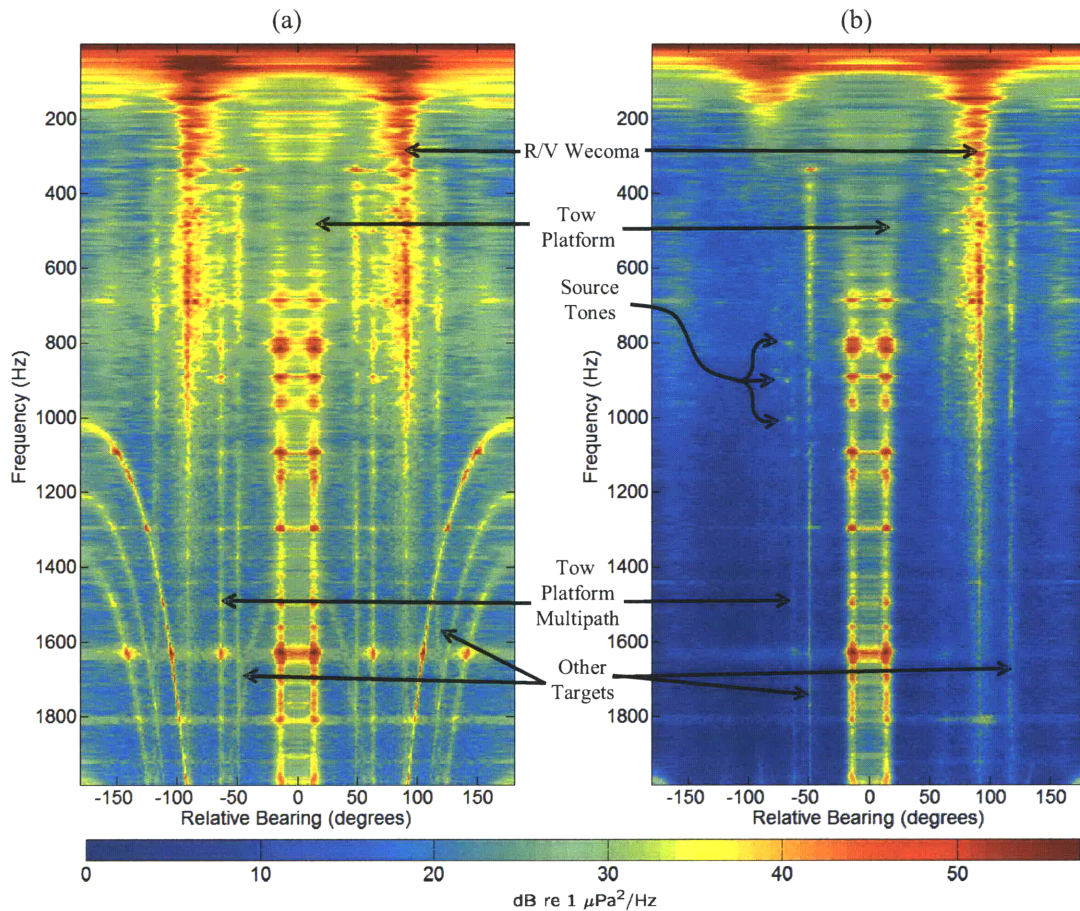 (a)
(b)
200
400
600
800
1000
1200
1400
1600
1800
Frequency (Hz)
-150 -100 -50 0 50 100 150
Relative Bearing (degrees)
R/V Wecoma
Tow
Platform
Source
Tones
Tow
Platform
Multipath
Other
Targets
200
400
600
800
1000
1200
1400
1600
1800
Frequency (Hz)
-150 -100 -50 0 50 100 150
Relative Bearing (degrees)
0 10 20 30 40 50
dB re 1 μPa²/Hz